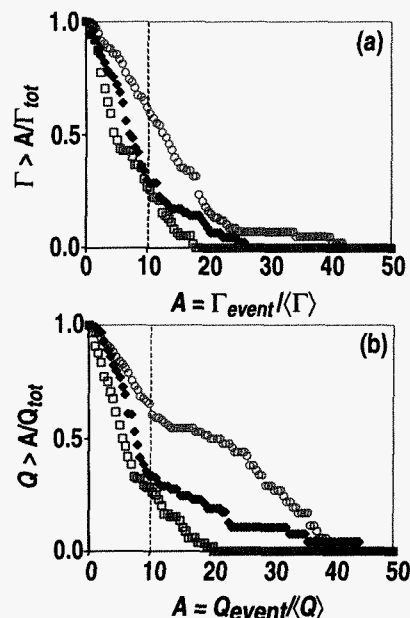 (a)
1.0
0.5
0.0
Γ > A/Γtot
0 10 20 30 40 50
A = Γevent/⟨Γ⟩
(b)
1.0
0.5
0.0
Q > A/Qtot
0 10 20 30 40 50
A = Qevent/⟨Q⟩